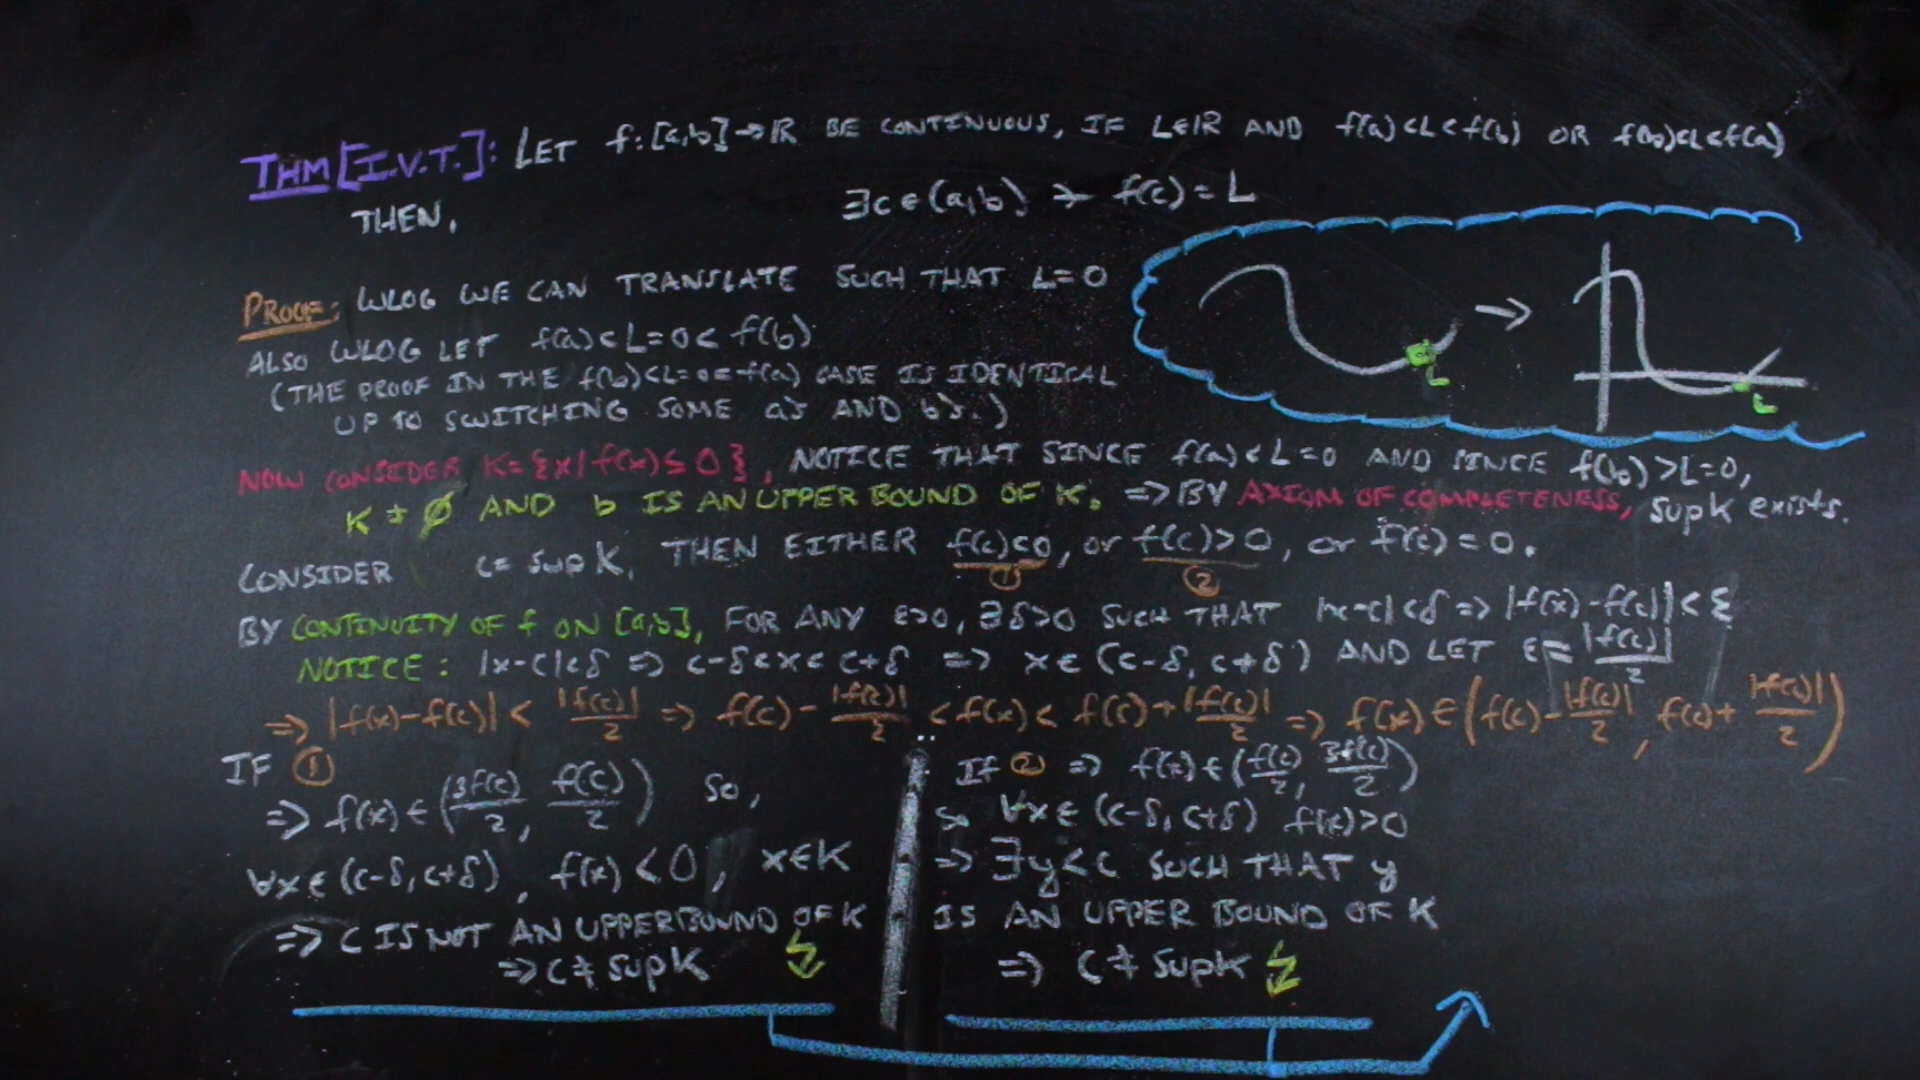 THM [I.V.T.]: LET f: [a,b] → ℝ BE CONTINUOUS, IF L∈ℝ AND f(a)<L<f(b) OR f(b)<L<f(a)
THEN, ∃c∈(a,b) ∋ f(c) = L
PROOF: WLOG WE CAN TRANSLATE SUCH THAT L=0
ALSO WLOG LET f(a)<L=0< f(b)
(THE PROOF IN THE f(b)<L=0<f(a) CASE IS IDENTICAL
UP TO SWITCHING SOME a's AND b's.)
→
L
L
NOW CONSIDER K={x|f(x)≤0}, NOTICE THAT SINCE f(a)<L=0 AND SINCE f(b)>L=0,
K≠∅ AND b IS AN UPPER BOUND OF K. => BY AXIOM OF COMPLETENESS, sup K exists.
CONSIDER c= sup K, THEN EITHER f(c)<0, or f(c)>0, or f(c)=0.
① ②
BY CONTINUITY OF f ON [a,b], FOR ANY ε>0, ∃δ>0 SUCH THAT |x-c|<δ => |f(x)-f(c)|<ε
NOTICE: |x-c|<δ => c-δ<x<c+δ => x∈(c-δ, c+δ) AND LET ε=|f(c)|/2
=> |f(x)-f(c)| < |f(c)|/2 => f(c)-|f(c)|/2 < f(x) < f(c)+|f(c)|/2 => f(x)∈(f(c)-|f(c)|/2, f(c)+|f(c)|/2)
IF ①
=> f(x)∈(3f(c)/2, f(c)/2) so,
∀x∈(c-δ, c+δ), f(x)<0, x∈K
=> C IS NOT AN UPPERBOUND OF K
=> C≠ sup K
If ② => f(x)∈(f(c)/2, 3f(c)/2)
so ∀x∈(c-δ, c+δ) f(x)>0
=> ∃y<c SUCH THAT y
IS AN UPPER BOUND OF K
=> C≠ sup K